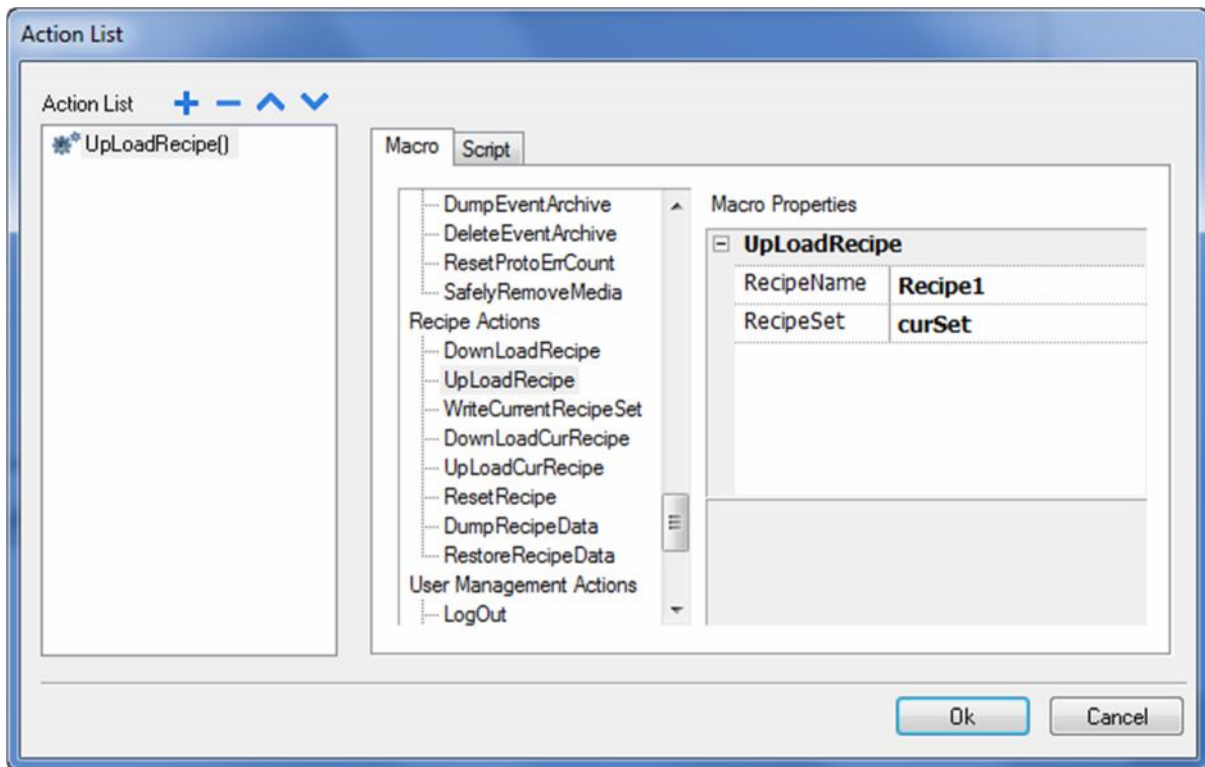 Action List
Action List
UpLoadRecipe()
Macro
Script
DumpEventArchive
DeleteEventArchive
ResetProtoErrCount
SafelyRemoveMedia
Recipe Actions
DownLoadRecipe
UpLoadRecipe
WriteCurrentRecipeSet
DownLoadCurRecipe
UpLoadCurRecipe
ResetRecipe
DumpRecipeData
RestoreRecipeData
User Management Actions
LogOut
Macro Properties
UpLoadRecipe
RecipeName Recipe1
RecipeSet curSet
Ok
Cancel